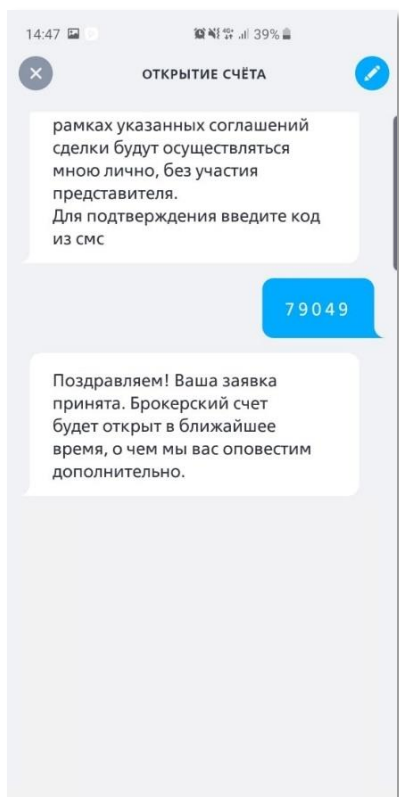 14:47 39%
ОТКРЫТИЕ СЧЁТА
рамках указанных соглашений
сделки будут осуществляться
мною лично, без участия
представителя.
Для подтверждения введите код
из смс
79049
Поздравляем! Ваша заявка
принята. Брокерский счет
будет открыт в ближайшее
время, о чем мы вас оповестим
дополнительно.